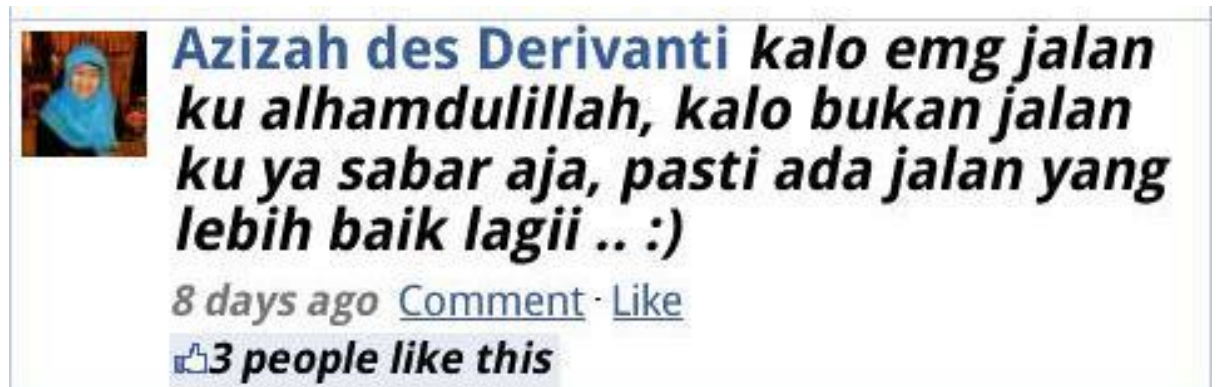 Azizah des Derivanti kalo emg jalan
ku alhamdulillah, kalo bukan jalan
ku ya sabar aja, pasti ada jalan yang
lebih baik lagii .. :)
8 days ago Comment · Like
3 people like this